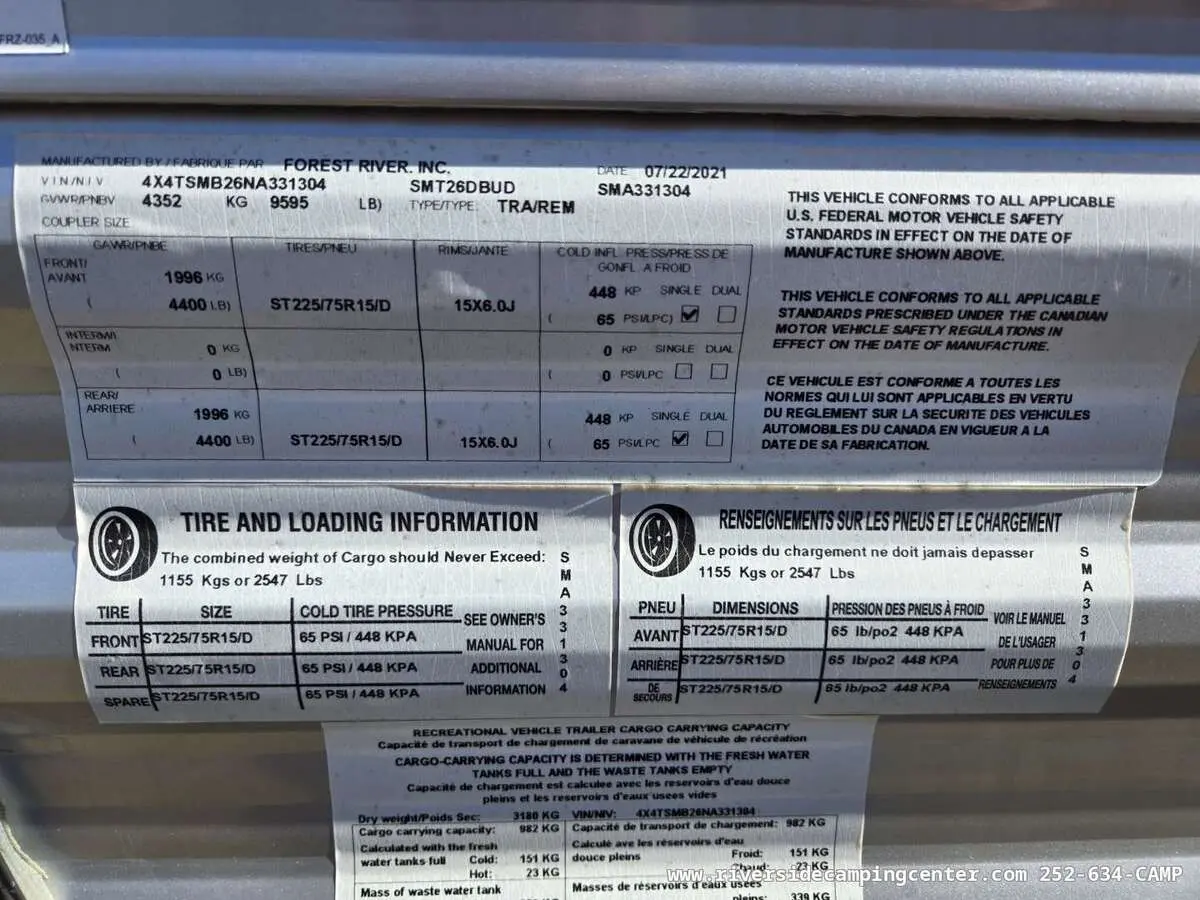 FRZ-035_A
MANUFACTURED BY / FABRIQUE PAR FOREST RIVER. INC. DATE 07/22/2021
VIN/NIV 4X4TSMB26NA331304 SMT26DBUD SMA331304
GVWR/PNBV 4352 KG 9595 LB) TYPE/TYPE: TRA/REM
COUPLER SIZE
GAWR/PNBE TIRES/PNEU RIMS/JANTE COLD INFL PRESS/PRESS DE
GONFL A FROID
FRONT/
AVANT 1996 KG 448 KP SINGLE DUAL
( 4400 LB) ST225/75R15/D 15X6.0J ( 65 PSI/LPC)
INTERM/
INTERM 0 KG 0 KP SINGLE DUAL
( 0 LB) ( 0 PSI/LPC
REAR/
ARRIERE 1996 KG 448 KP SINGLE DUAL
( 4400 LB) ST225/75R15/D 15X6.0J ( 65 PSI/LPC
THIS VEHICLE CONFORMS TO ALL APPLICABLE
U.S. FEDERAL MOTOR VEHICLE SAFETY
STANDARDS IN EFFECT ON THE DATE OF
MANUFACTURE SHOWN ABOVE.
THIS VEHICLE CONFORMS TO ALL APPLICABLE
STANDARDS PRESCRIBED UNDER THE CANADIAN
MOTOR VEHICLE SAFETY REGULATIONS IN
EFFECT ON THE DATE OF MANUFACTURE.
CE VEHICULE EST CONFORME A TOUTES LES
NORMES QUI LUI SONT APPLICABLES EN VERTU
DU REGLEMENT SUR LA SECURITE DES VEHICULES
AUTOMOBILES DU CANADA EN VIGUEUR A LA
DATE DE SA FABRICATION.
TIRE AND LOADING INFORMATION
The combined weight of Cargo should Never Exceed:
1155 Kgs or 2547 Lbs
TIRE SIZE COLD TIRE PRESSURE
FRONT ST225/75R15/D 65 PSI / 448 KPA
REAR ST225/75R15/D 65 PSI / 448 KPA
SPARE ST225/75R15/D 65 PSI / 448 KPA
SEE OWNER'S
MANUAL FOR
ADDITIONAL
INFORMATION
SMA331304
RENSEIGNEMENTS SUR LES PNEUS ET LE CHARGEMENT
Le poids du chargement ne doit jamais depasser
1155 Kgs or 2547 Lbs
PNEU DIMENSIONS PRESSION DES PNEUS À FROID
AVANT ST225/75R15/D 65 lb/po2 448 KPA
ARRIÈRE ST225/75R15/D 65 lb/po2 448 KPA
DE
SECOURS ST225/75R15/D 65 lb/po2 448 KPA
VOIR LE MANUEL
DE L'USAGER
POUR PLUS DE
RENSEIGNEMENTS
SMA331304
RECREATIONAL VEHICLE TRAILER CARGO CARRYING CAPACITY
Capacité de transport de chargement de caravane de véhicule de récréation
CARGO-CARRYING CAPACITY IS DETERMINED WITH THE FRESH WATER
TANKS FULL AND THE WASTE TANKS EMPTY
Capacité de chargement est calculee avec les reservoirs d'eau douce
pleins et les reservoirs d'eaux usees vides
Dry weight/Poids Sec: 3180 KG VIN/NIV: 4X4TSMB26NA331304
Cargo carrying capacity: 982 KG Capacité de transport de chargement: 982 KG
Calculated with the fresh
water tanks full Cold: 151 KG
Hot: 23 KG
Calculé ave les réservoirs d'eau
douce pleins Froid: 151 KG
Chaud: 23 KG
Mass of waste water tank
Masses de réservoirs d'eaux usées
pleins: 339 KG
www.riversidecampingcenter.com 252-634-CAMP